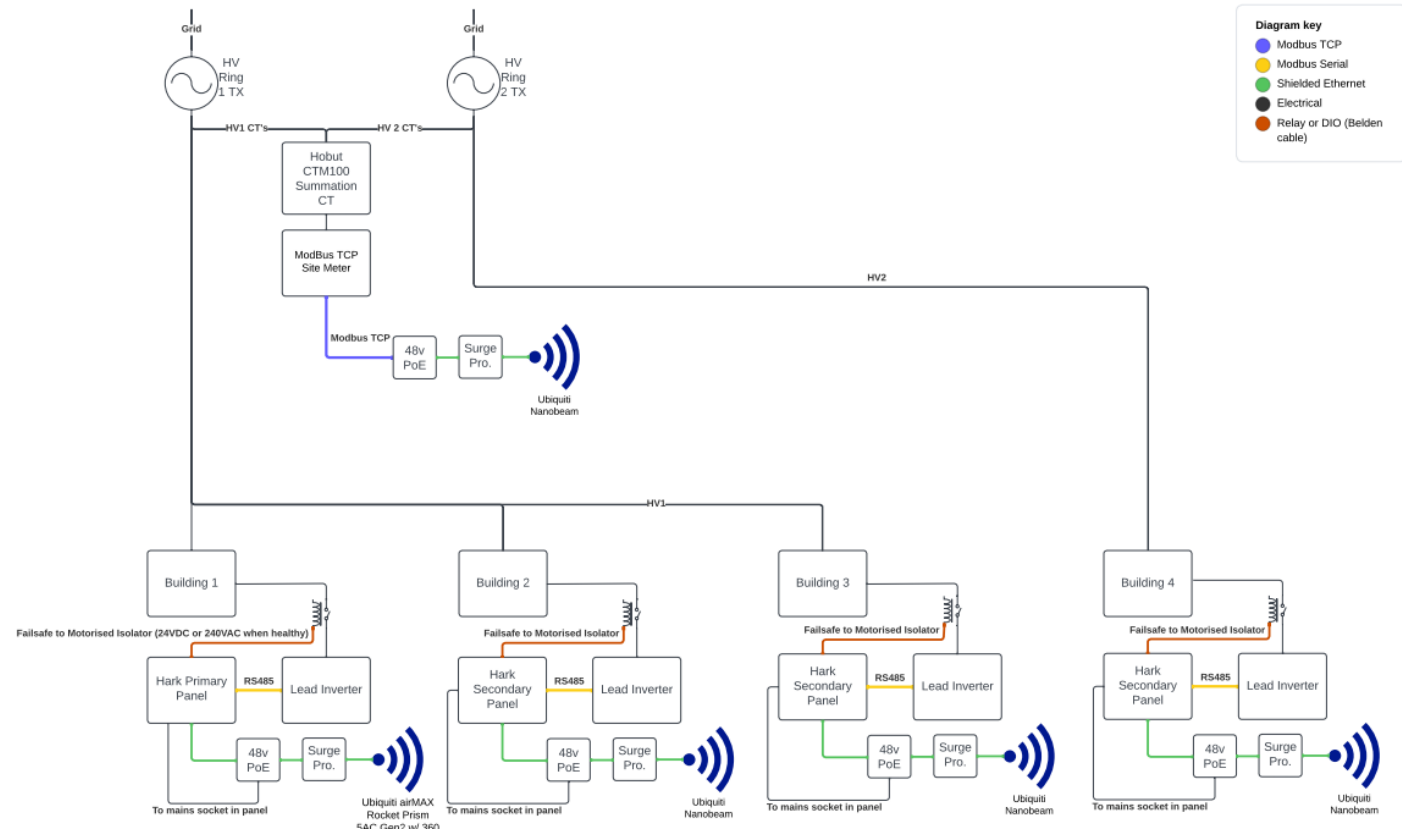 Grid
Grid
HV
Ring
1 TX
HV
Ring
2 TX
Diagram key
Modbus TCP
Modbus Serial
Shielded Ethernet
Electrical
Relay or DIO (Belden
cable)
HV1 CT's
HV 2 CT's
Hobut
CTM100
Summation
CT
ModBus TCP
Site Meter
HV2
Modbus TCP
48v
PoE
Surge
Pro.
Ubiquiti
Nanobeam
HV1
Building 1
Building 2
Building 3
Building 4
Failsafe to Motorised Isolator (24VDC or 240VAC when healthy)
Failsafe to Motorised Isolator
Failsafe to Motorised Isolator
Failsafe to Motorised Isolator
Hark Primary
Panel
RS485
Lead Inverter
Hark
Secondary
Panel
RS485
Lead Inverter
Hark
Secondary
Panel
RS485
Lead Inverter
Hark
Secondary
Panel
RS485
Lead Inverter
48v
PoE
Surge
Pro.
48v
PoE
Surge
Pro.
48v
PoE
Surge
Pro.
48v
PoE
Surge
Pro.
To mains socket in panel
Ubiquiti airMAX
Rocket Prism
5AC Gen2 w/ 360
To mains socket in panel
Ubiquiti
Nanobeam
To mains socket in panel
Ubiquiti
Nanobeam
To mains socket in panel
Ubiquiti
Nanobeam